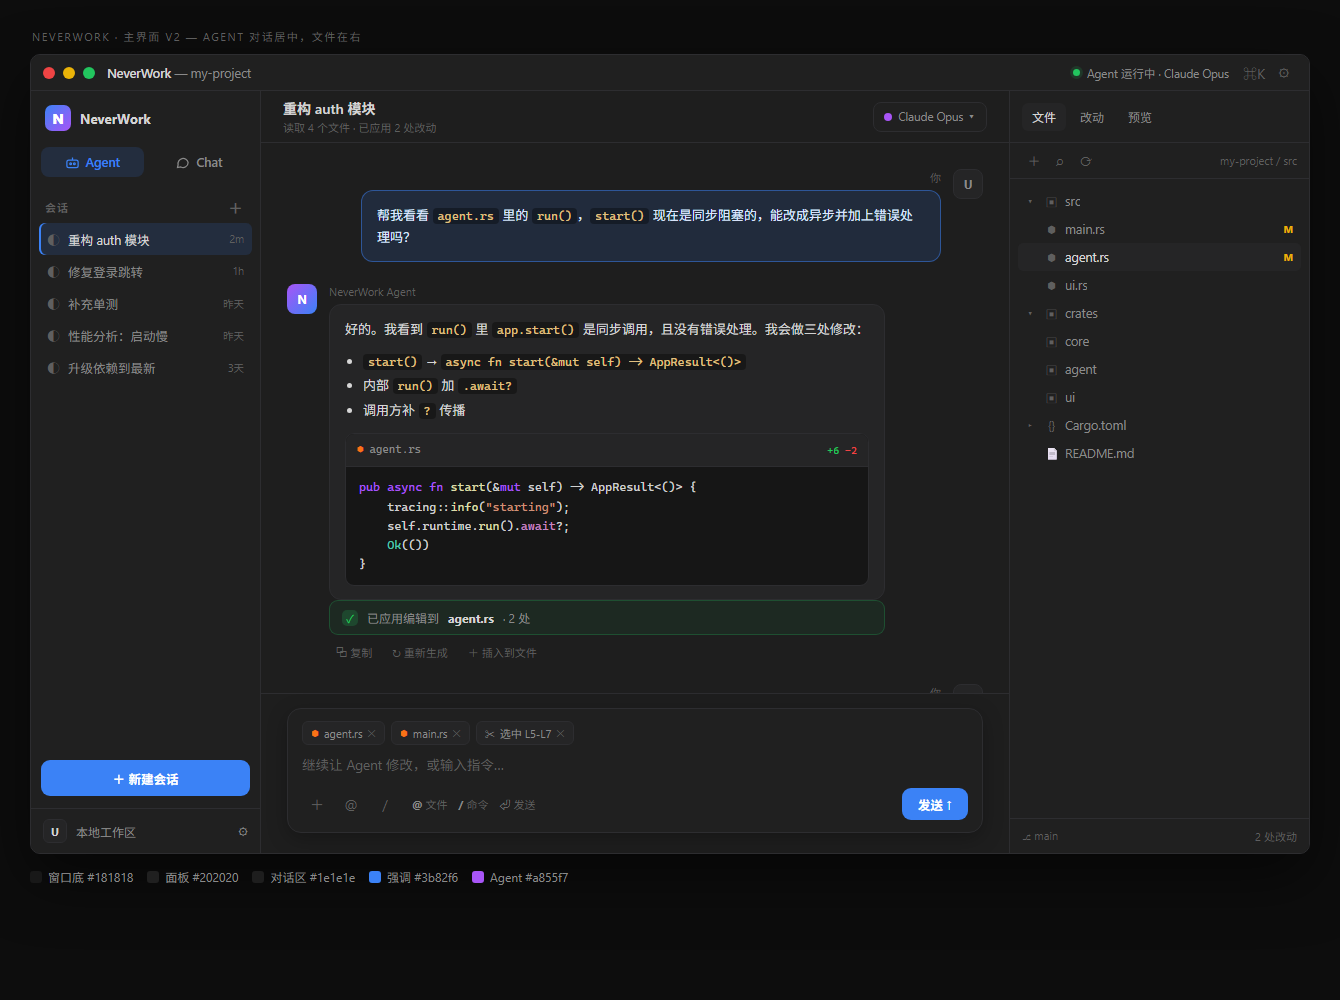 NEVERWORK · 主界面 V2 — AGENT 对话居中，文件在右
NeverWork — my-project
Agent 运行中 · Claude Opus ⌘K
N NeverWork
Agent Chat
会话
重构 auth 模块 2m
修复登录跳转 1h
补充单测 昨天
性能分析：启动慢 昨天
升级依赖到最新 3天
+ 新建会话
U 本地工作区
重构 auth 模块
读取 4 个文件 · 已应用 2 处改动
Claude Opus
你
U
帮我看看 agent.rs 里的 run()，start() 现在是同步阻塞的，能改成异步并加上错误处
理吗？
N
NeverWork Agent
好的。我看到 run() 里 app.start() 是同步调用，且没有错误处理。我会做三处修改：
• start() → async fn start(&mut self) -> AppResult<()>
• 内部 run() 加 .await?
• 调用方补 ? 传播
agent.rs +6 −2
pub async fn start(&mut self) -> AppResult<()> {
tracing::info("starting");
self.runtime.run().await?;
Ok(())
}
✓ 已应用编辑到 agent.rs · 2 处
复制 ↻ 重新生成 + 插入到文件
你
agent.rs × main.rs × ✂ 选中 L5-L7 ×
继续让 Agent 修改，或输入指令...
+ @ / @ 文件 / 命令 发送
发送 ↑
文件 改动 预览
my-project / src
src
main.rs M
agent.rs M
ui.rs
crates
core
agent
ui
{} Cargo.toml
README.md
main 2 处改动
窗口底 #181818 面板 #202020 对话区 #1e1e1e 强调 #3b82f6 Agent #a855f7